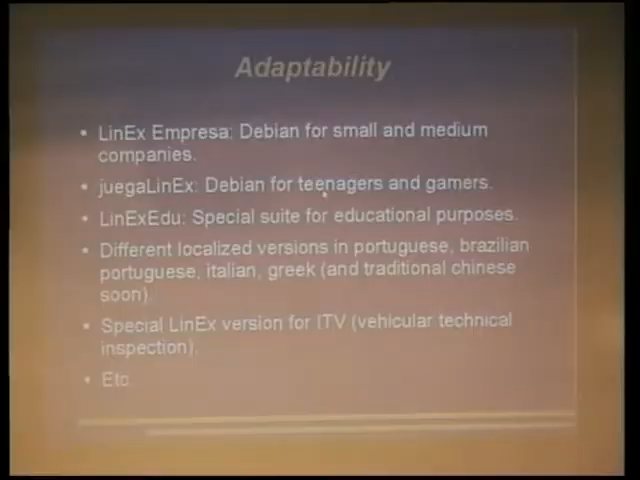 Adaptability
• LinEx Empresa: Debian for small and medium
companies.
• juegaLinEx: Debian for teenagers and gamers.
• LinExEdu: Special suite for educational purposes.
• Different localized versions in portuguese, brazilian
portuguese, italian, greek (and traditional chinese
soon).
• Special LinEx version for ITV (vehicular technical
inspection).
• Etc.